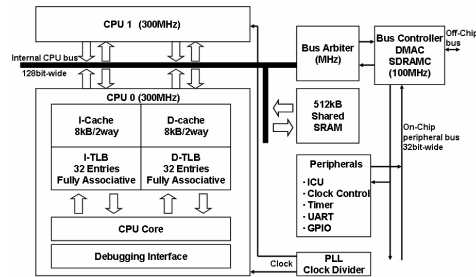 CPU 1 (300MHz)
Internal CPU bus
128bit-wide
Bus Arbiter
(MHz)
Bus Controller
DMAC
SDRAMC
(100MHz)
Off-Chip
bus
CPU 0 (300MHz)
I-Cache
8kB/2way
D-cache
8kB/2way
I-TLB
32 Entries
Fully Associative
D-TLB
32 Entries
Fully Associative
CPU Core
Debugging Interface
512kB
Shared
SRAM
On-Chip
peripheral bus
32bit-wide
Peripherals
- ICU
- Clock Control
- Timer
- UART
- GPIO
Clock
PLL
Clock Divider